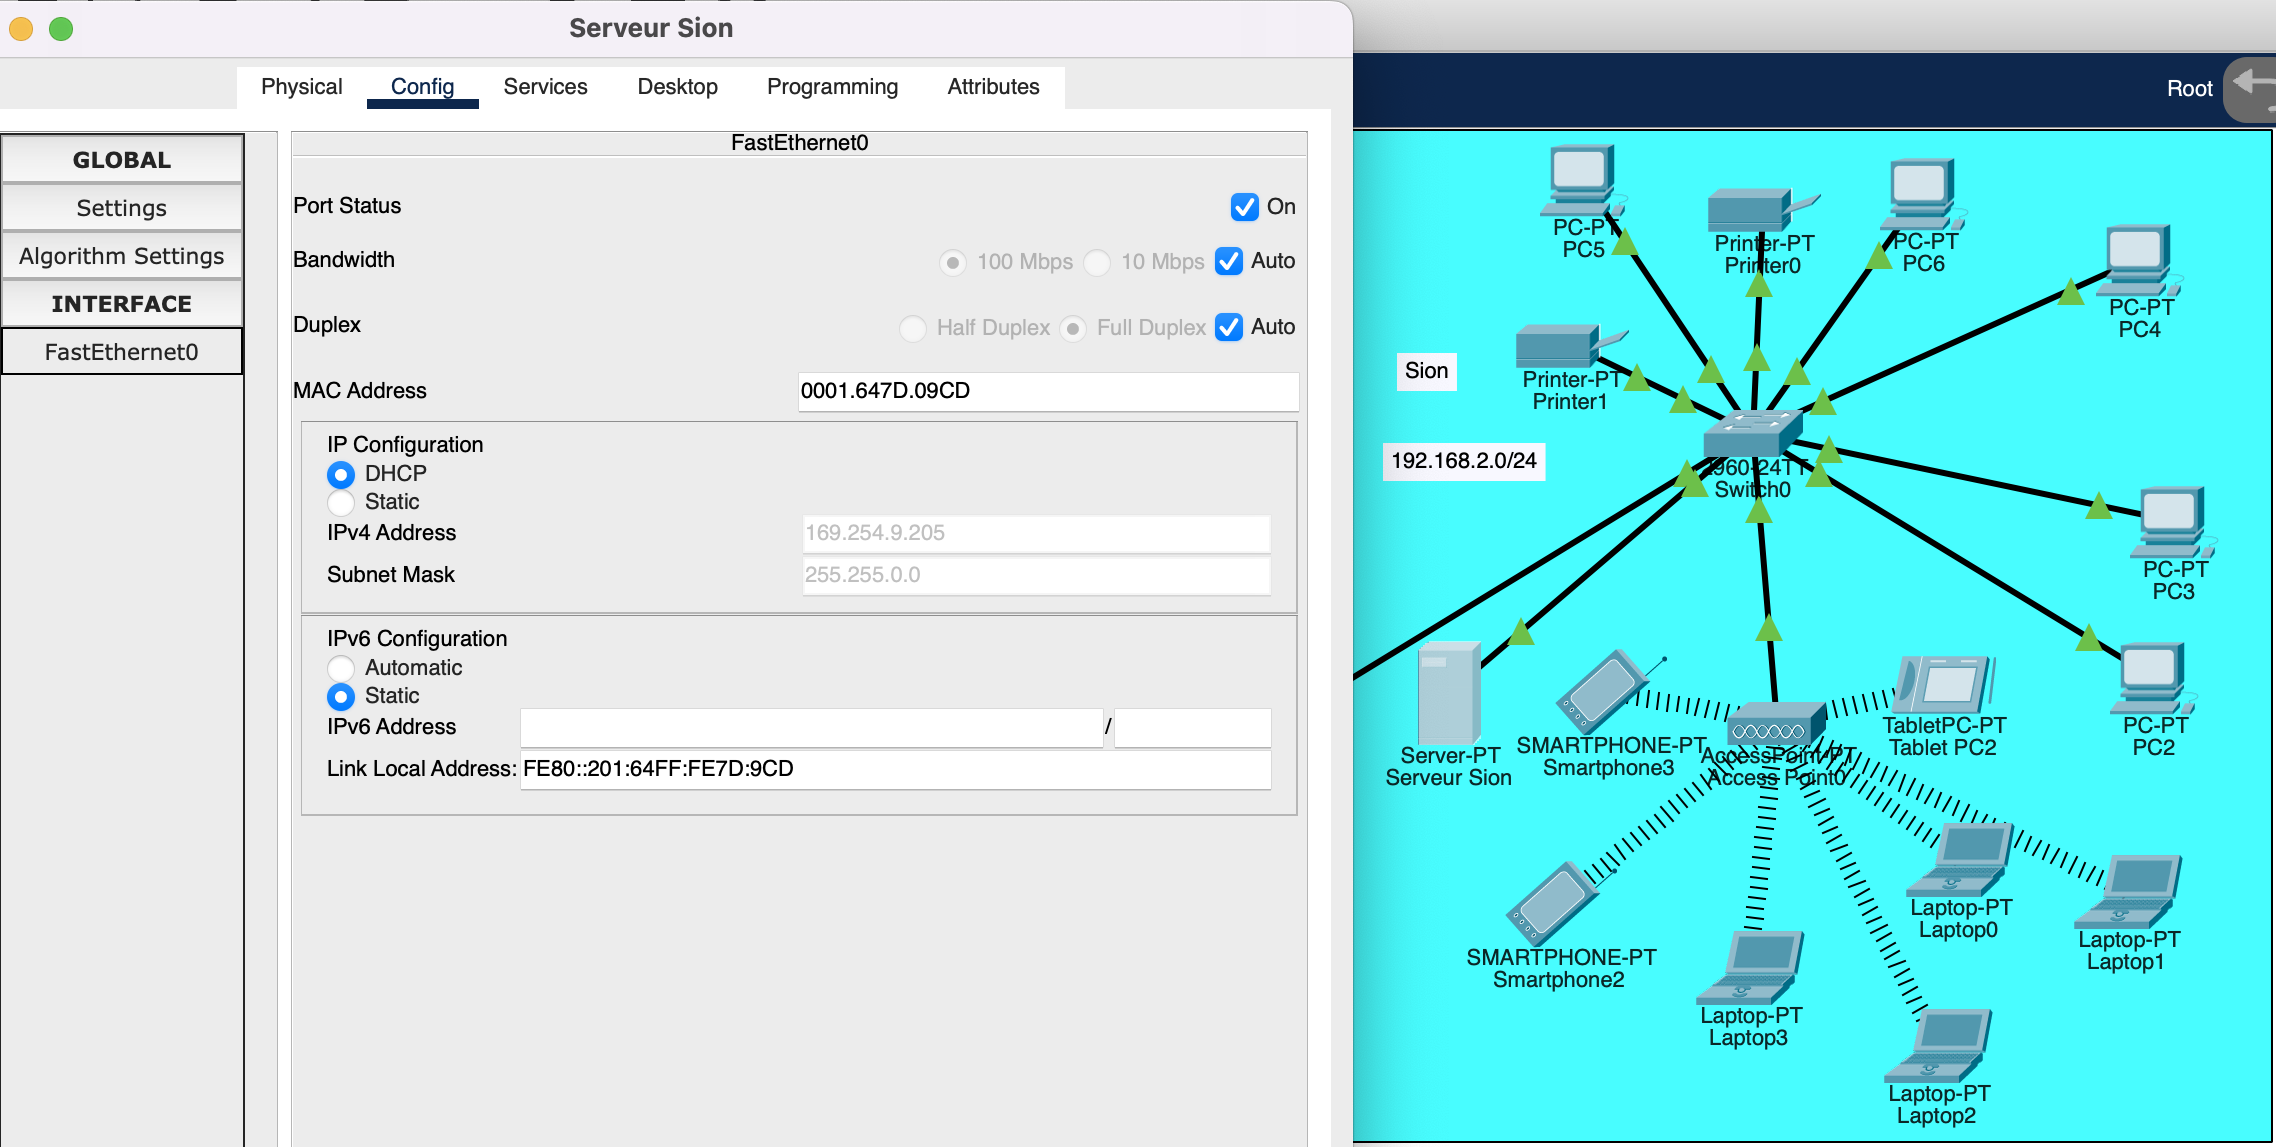 Serveur Sion
Physical
Config
Services
Desktop
Programming
Attributes
GLOBAL
Settings
Algorithm Settings
INTERFACE
FastEthernet0
FastEthernet0
Port Status
On
Bandwidth
100 Mbps
10 Mbps
Auto
Duplex
Half Duplex
Full Duplex
Auto
MAC Address
0001.647D.09CD
IP Configuration
DHCP
Static
IPv4 Address
169.254.9.205
Subnet Mask
255.255.0.0
IPv6 Configuration
Automatic
Static
IPv6 Address
/
Link Local Address:
FE80::201:64FF:FE7D:9CD
Root
PC-PT
PC5
Printer-PT
Printer0
PC-PT
PC6
PC-PT
PC4
Sion
Printer-PT
Printer1
192.168.2.0/24
2960-24TT
Switch0
PC-PT
PC3
Server-PT
Serveur Sion
SMARTPHONE-PT
Smartphone3
AccessPoint-PT
Access Point0
TabletPC-PT
Tablet PC2
PC-PT
PC2
Laptop-PT
Laptop0
Laptop-PT
Laptop1
SMARTPHONE-PT
Smartphone2
Laptop-PT
Laptop3
Laptop-PT
Laptop2